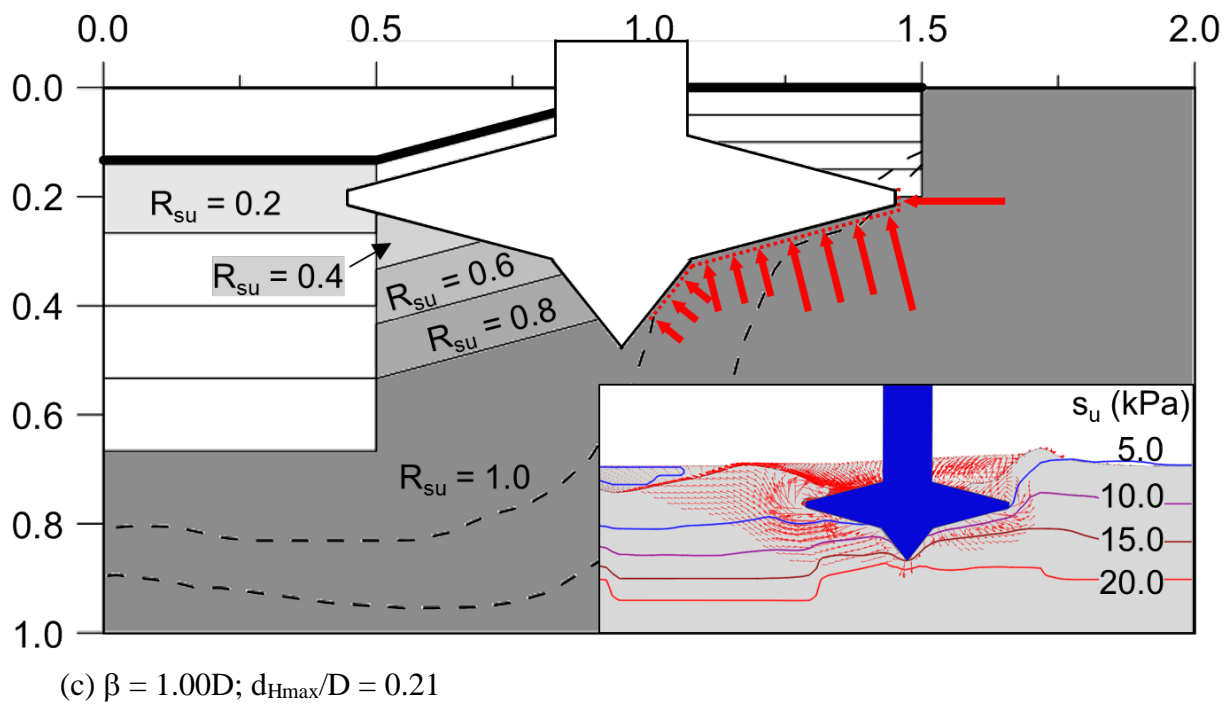 0.0 0.5 1.0 1.5 2.0
0.0
0.2
0.4
0.6
0.8
1.0
Rsu = 0.2
Rsu = 0.4
Rsu = 0.6
Rsu = 0.8
Rsu = 1.0
su (kPa)
5.0
10.0
15.0
20.0
(c) β = 1.00D; dHmax/D = 0.21